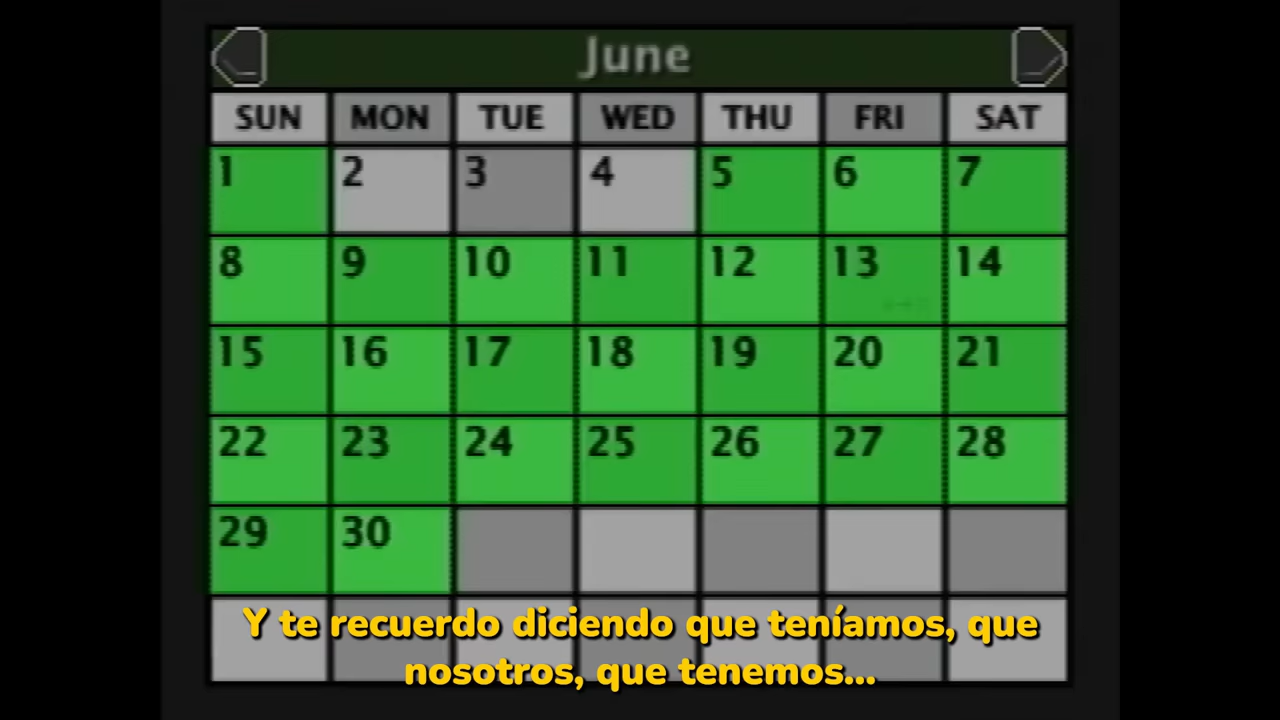 June
SUN MON TUE WED THU FRI SAT
1 2 3 4 5 6 7
8 9 10 11 12 13 14
15 16 17 18 19 20 21
22 23 24 25 26 27 28
29 30
Y te recuerdo diciendo que teníamos, que
nosotros, que tenemos...